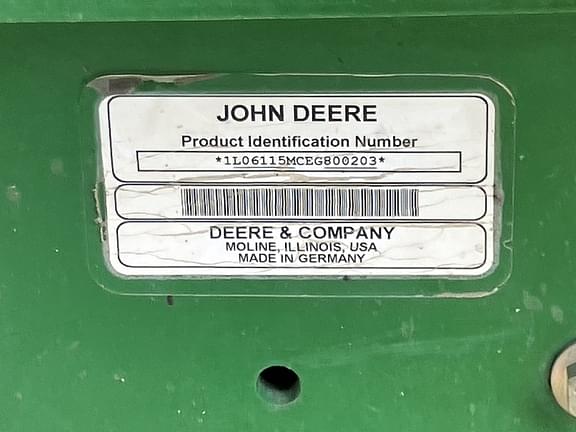 JOHN DEERE
Product Identification Number
*1L06115MCEG800203*
DEERE & COMPANY
MOLINE, ILLINOIS, USA
MADE IN GERMANY